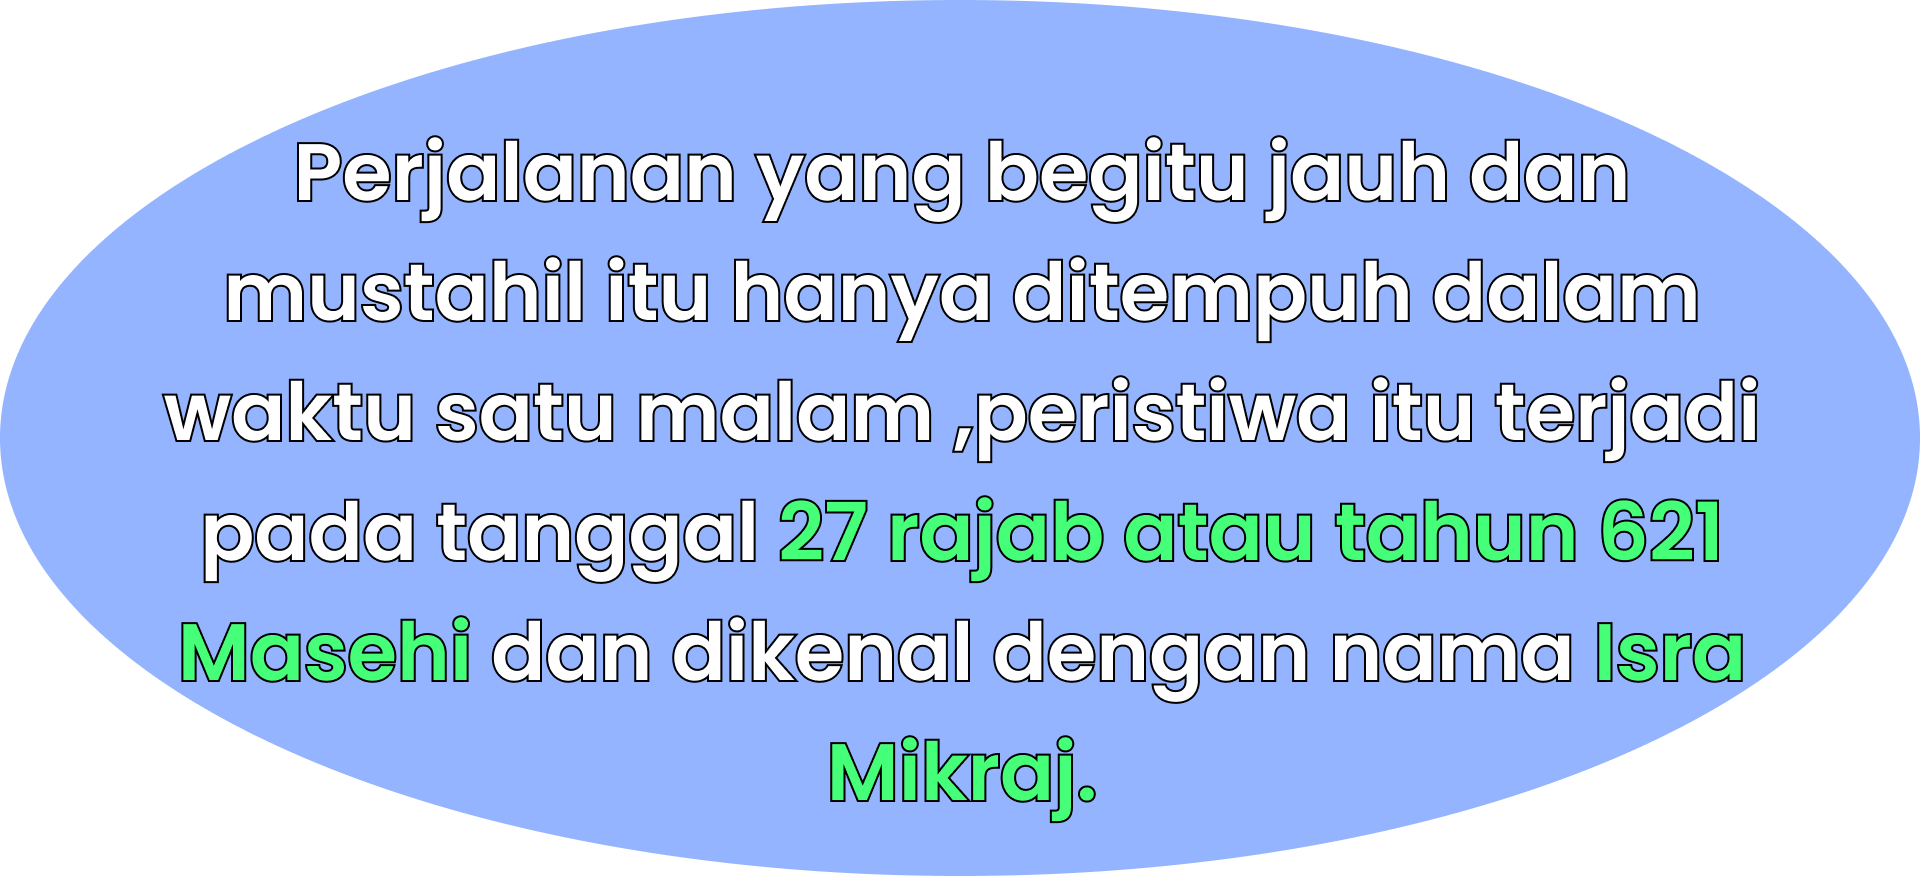 Perjalanan yang begitu jauh dan
mustahil itu hanya ditempuh dalam
waktu satu malam ,peristiwa itu terjadi
pada tanggal 27 rajab atau tahun 621
Masehi dan dikenal dengan nama Isra
Mikraj.